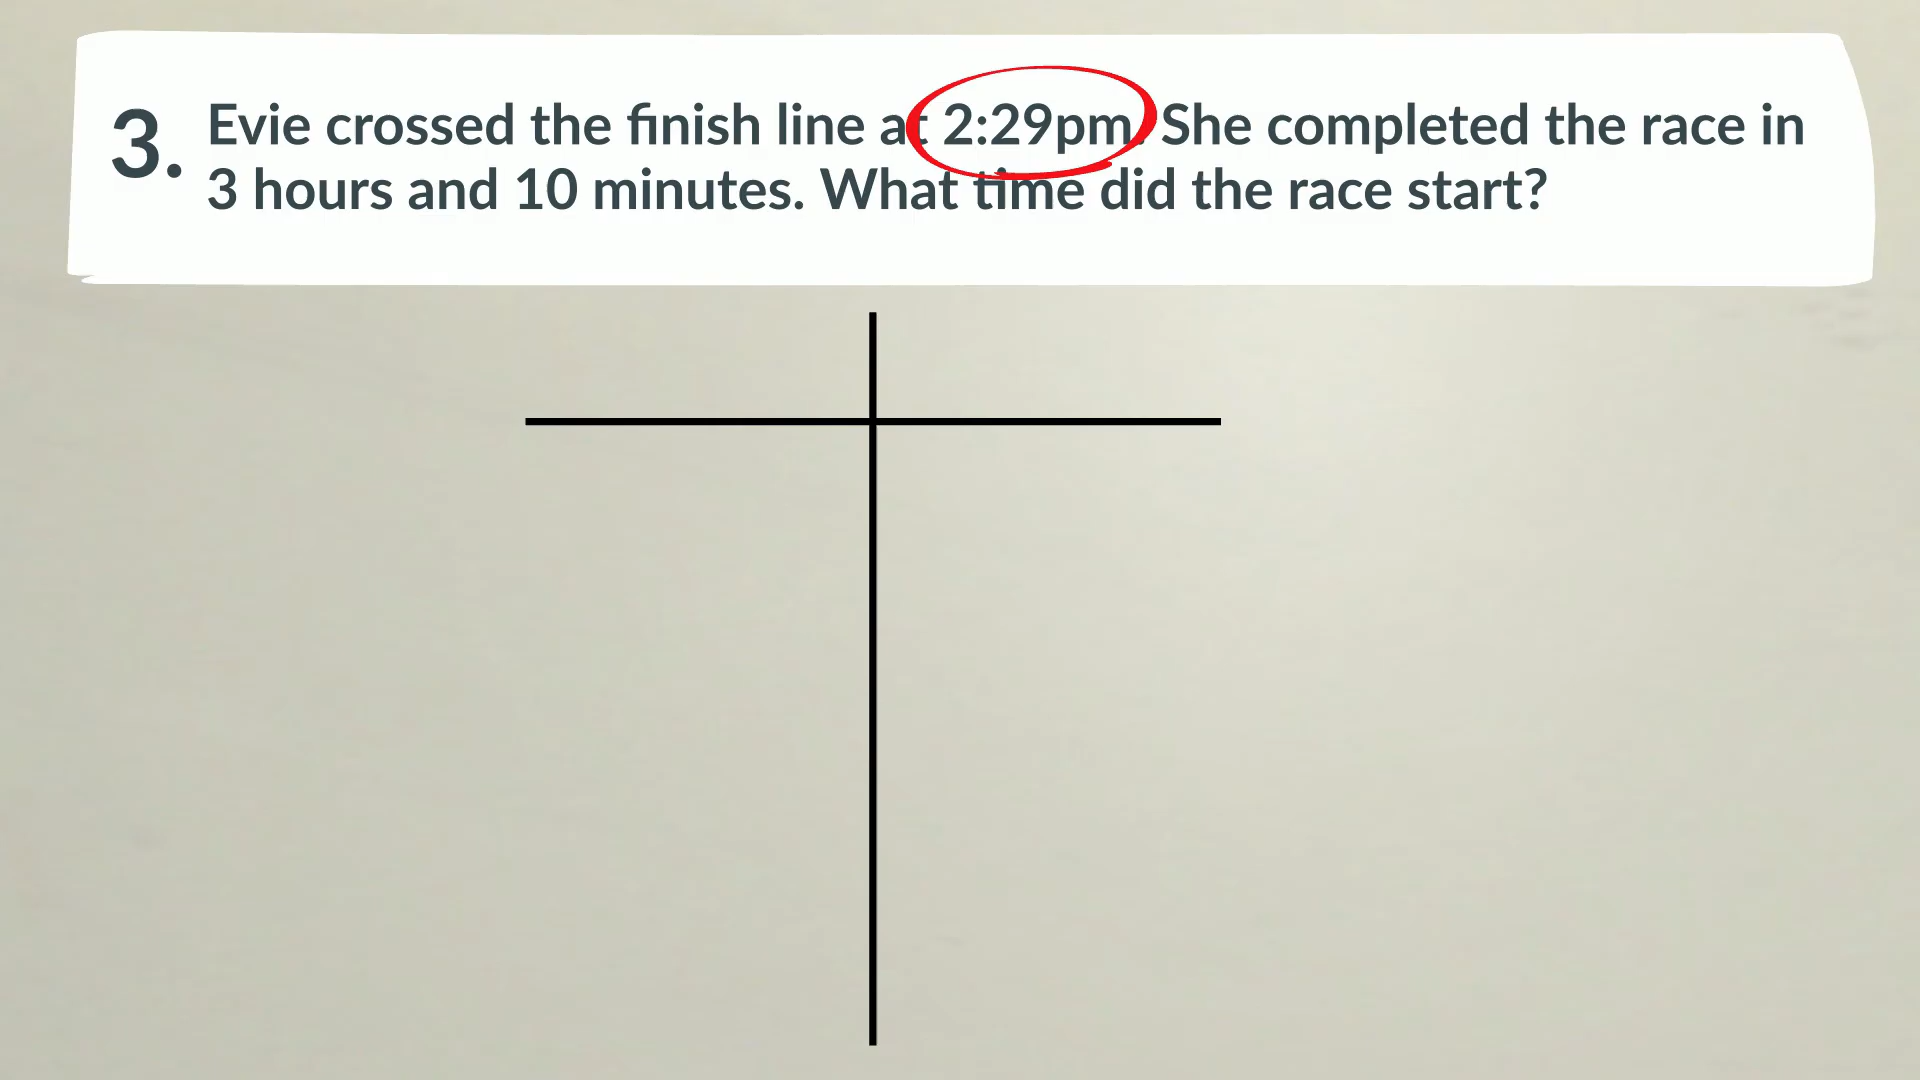 3. Evie crossed the finish line at 2:29pm. She completed the race in
3 hours and 10 minutes. What time did the race start?